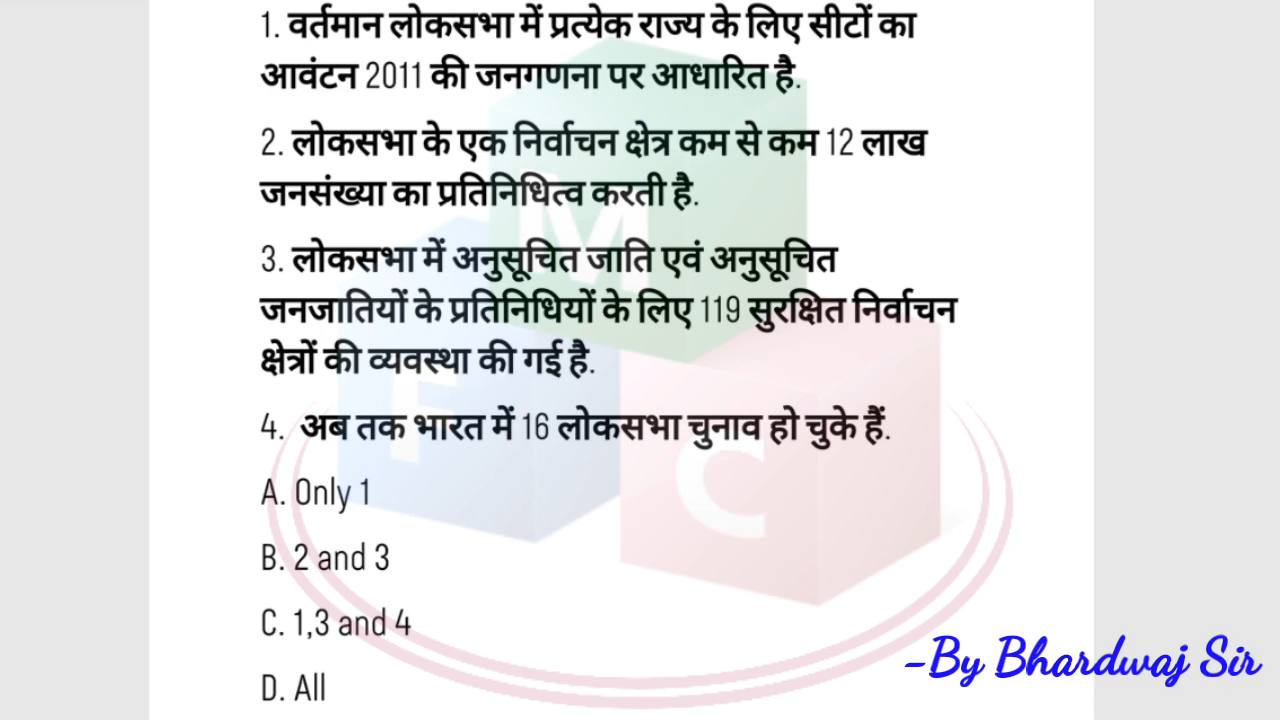 1. वर्तमान लोकसभा में प्रत्येक राज्य के लिए सीटों का
आवंटन 2011 की जनगणना पर आधारित है.
2. लोकसभा के एक निर्वाचन क्षेत्र कम से कम 12 लाख
जनसंख्या का प्रतिनिधित्व करती है.
3. लोकसभा में अनुसूचित जाति एवं अनुसूचित
जनजातियों के प्रतिनिधियों के लिए 119 सुरक्षित निर्वाचन
क्षेत्रों की व्यवस्था की गई है.
4. अब तक भारत में 16 लोकसभा चुनाव हो चुके हैं.
A. Only 1
B. 2 and 3
C. 1,3 and 4
D. All
-By Bhardwaj Sir
M
F
C